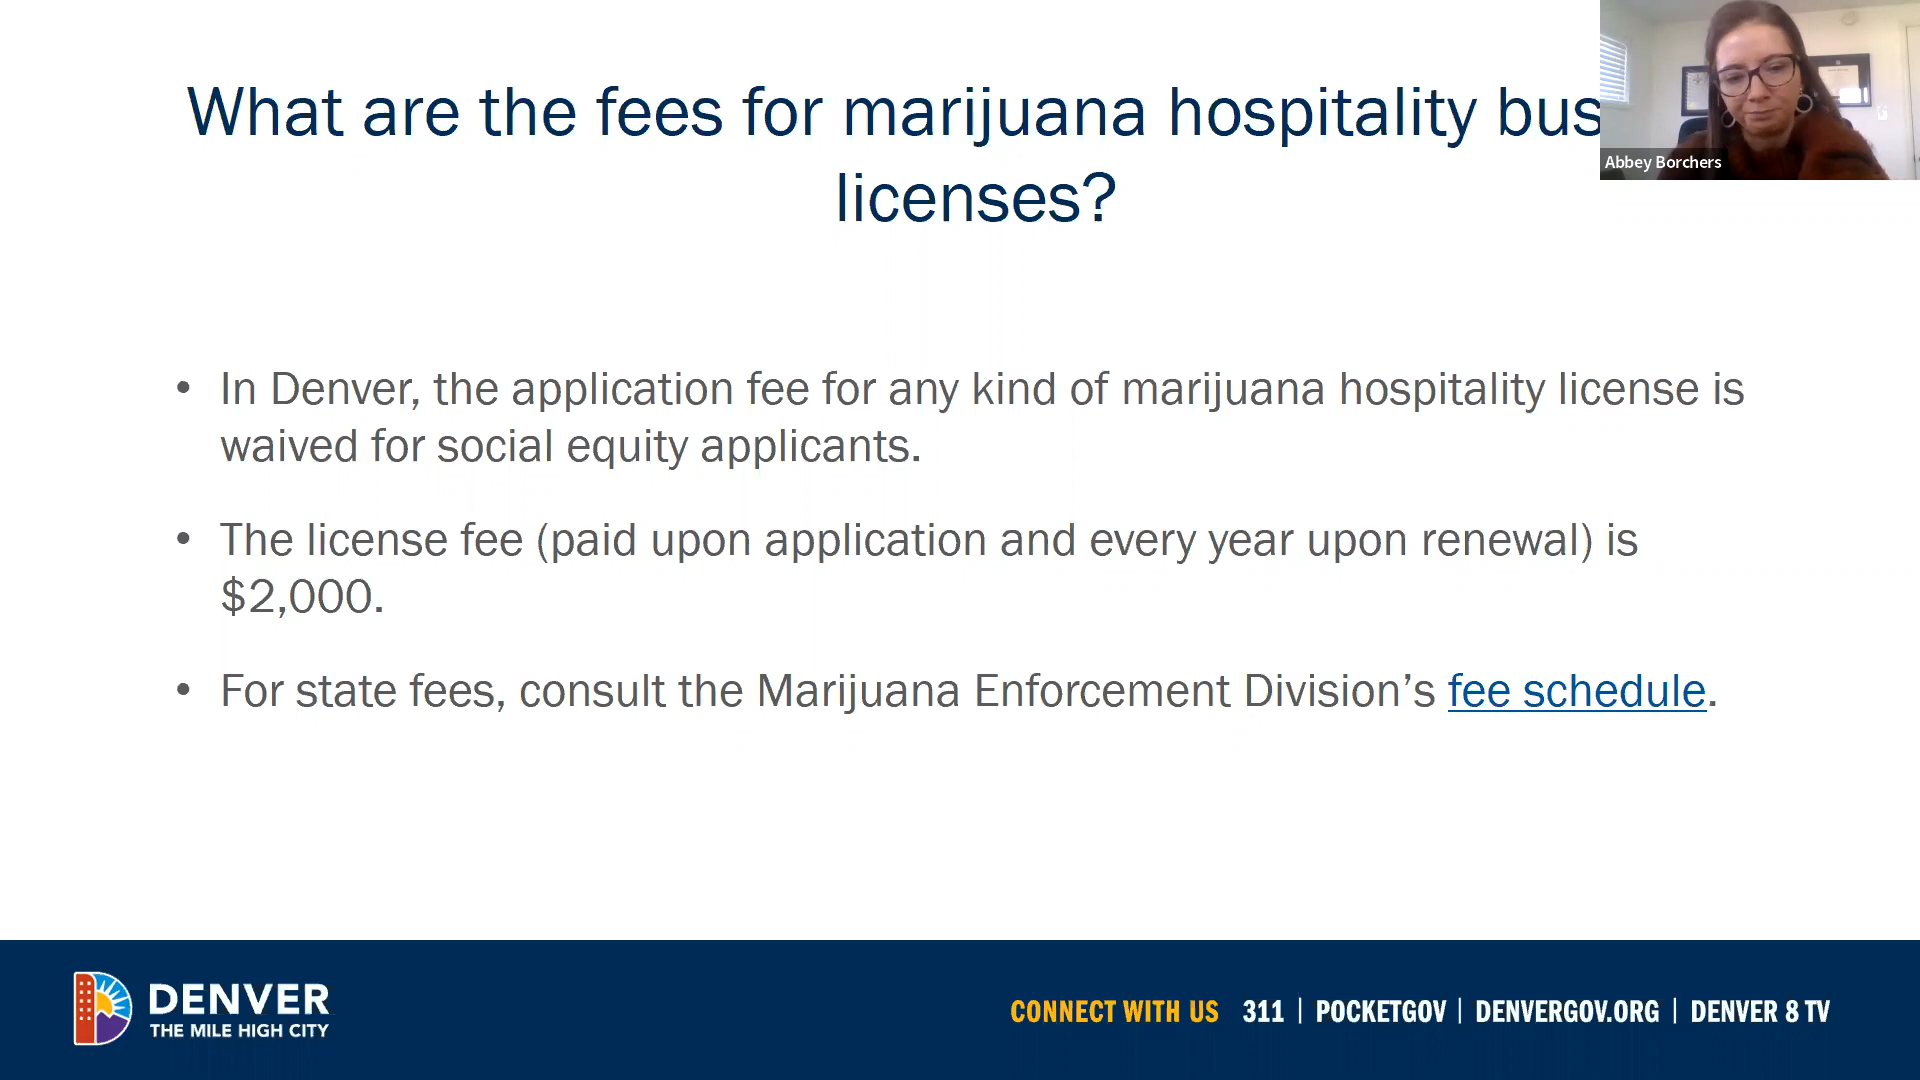 What are the fees for marijuana hospitality bus
licenses?
Abbey Borchers
• In Denver, the application fee for any kind of marijuana hospitality license is
waived for social equity applicants.
• The license fee (paid upon application and every year upon renewal) is
$2,000.
• For state fees, consult the Marijuana Enforcement Division’s fee schedule.
DENVER
THE MILE HIGH CITY
CONNECT WITH US 311 | POCKETGOV | DENVERGOV.ORG | DENVER 8 TV